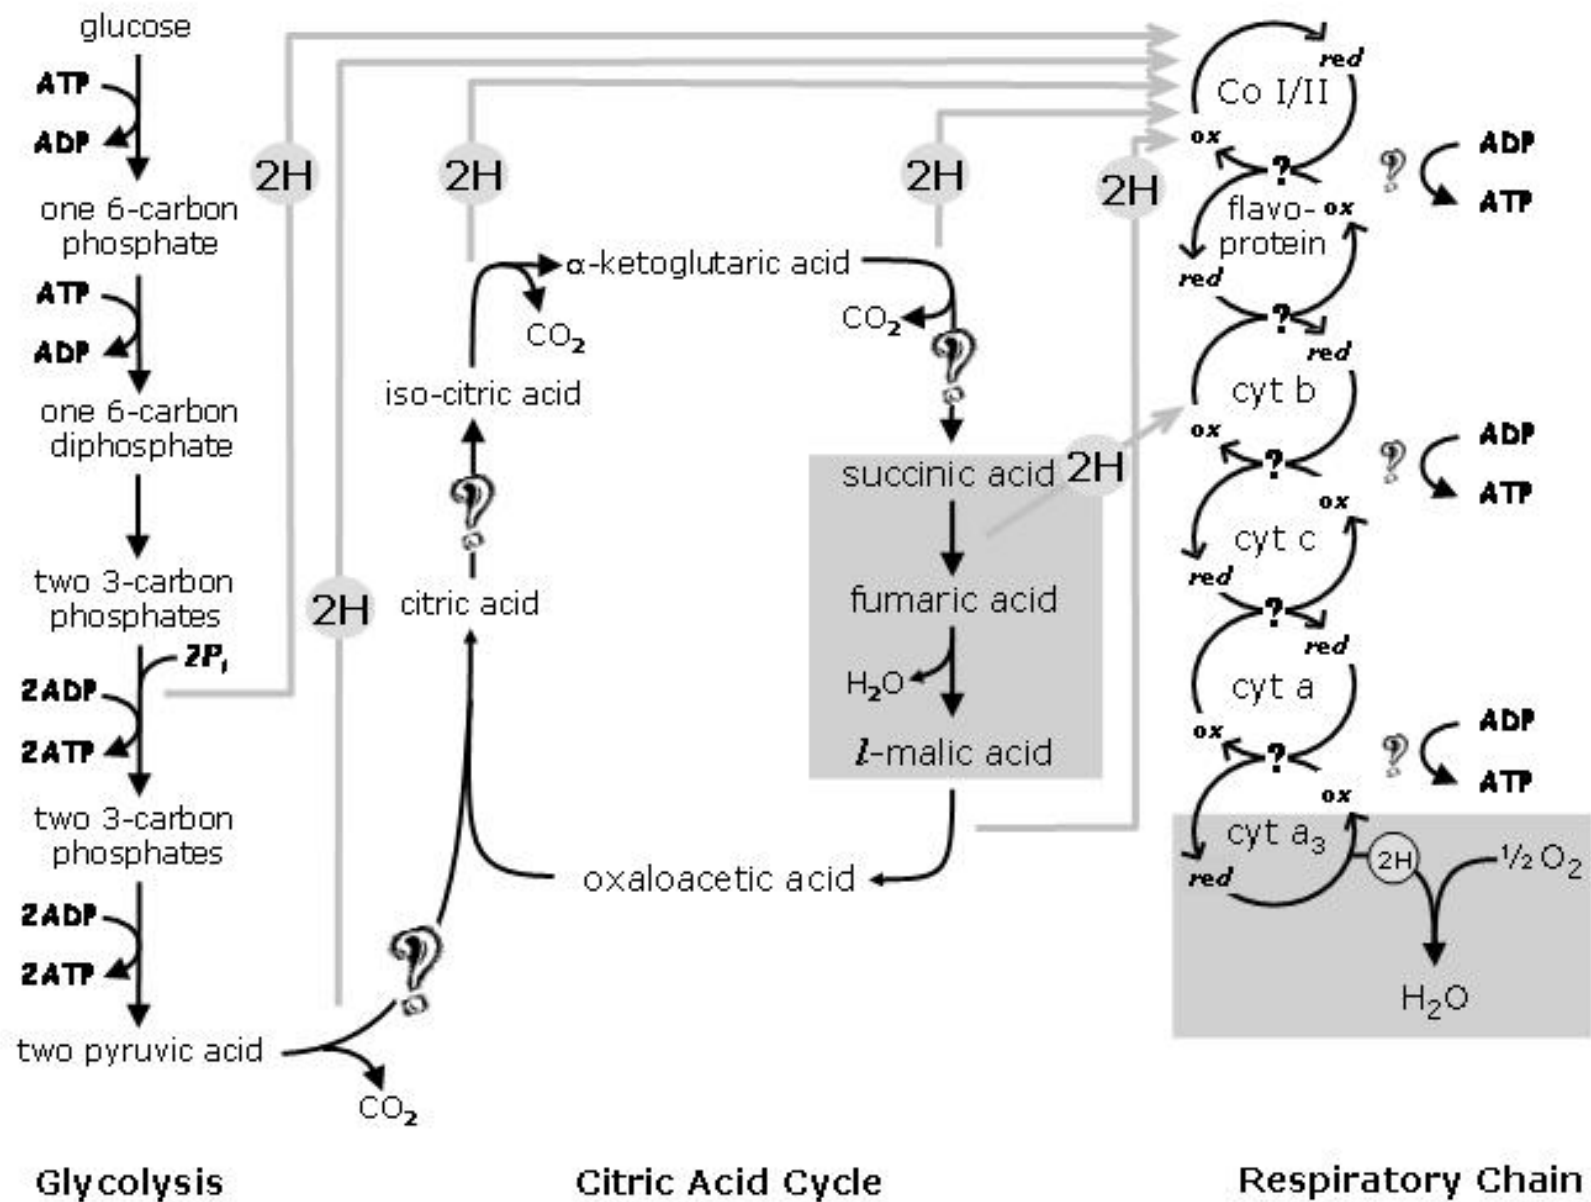 glucose
ATP
ADP
one 6-carbon
phosphate
ATP
ADP
one 6-carbon
diphosphate
two 3-carbon
phosphates
2Pi
2ADP
2ATP
two 3-carbon
phosphates
2ADP
2ATP
two pyruvic acid
CO2
Glycolysis
2H
2H
2H
2H
2H
α-ketoglutaric acid
CO2
CO2
?
iso-citric acid
?
citric acid
succinic acid
2H
fumaric acid
H2O
l-malic acid
oxaloacetic acid
?
Citric Acid Cycle
red
Co I/II
ox
?
flavo-
protein
ox
red
?
red
cyt b
ox
?
ox
cyt c
red
?
red
cyt a
ox
?
ox
cyt a3
red
2H
½ O2
H2O
? ADP
ATP
? ADP
ATP
? ADP
ATP
Respiratory Chain